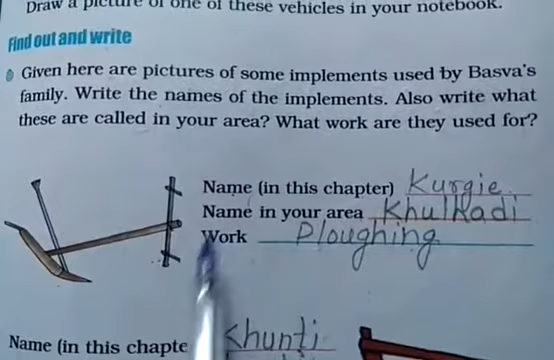 Draw a picture of one of these vehicles in your notebook.
Find out and write
Given here are pictures of some implements used by Basva's
family. Write the names of the implements. Also write what
these are called in your area? What work are they used for?
Name (in this chapter) Kurgie
Name in your area Khulhadi
Work Ploughing
Name (in this chapte Khunti